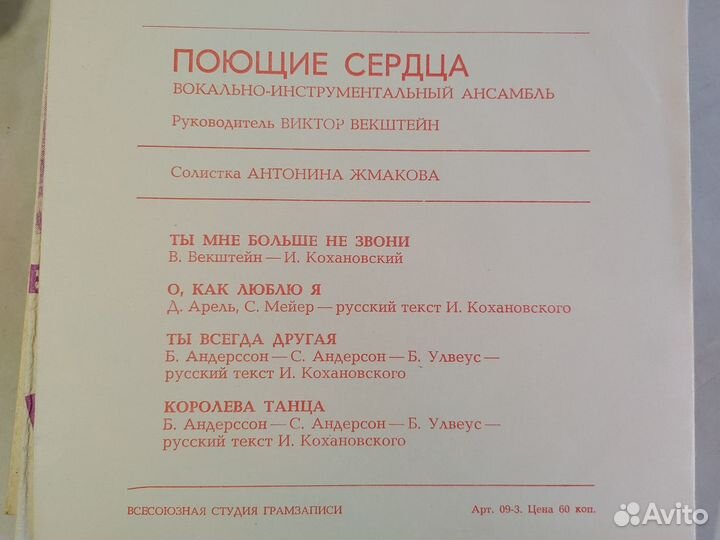 ПОЮЩИЕ СЕРДЦА
ВОКАЛЬНО-ИНСТРУМЕНТАЛЬНЫЙ АНСАМБЛЬ
Руководитель ВИКТОР ВЕКШТЕЙН
Солистка АНТОНИНА ЖМАКОВА
ТЫ МНЕ БОЛЬШЕ НЕ ЗВОНИ
В. Векштейн — И. Кохановский
О, КАК ЛЮБЛЮ Я
Д. Арель, С. Мейер — русский текст И. Кохановского
ТЫ ВСЕГДА ДРУГАЯ
Б. Андерссон — С. Андерсон — Б. Улвеус —
русский текст И. Кохановского
КОРОЛЕВА ТАНЦА
Б. Андерссон — С. Андерсон — Б. Улвеус —
русский текст И. Кохановского
ВСЕСОЮЗНАЯ СТУДИЯ ГРАМЗАПИСИ
Арт. 09-3. Цена 60 коп.
Avito